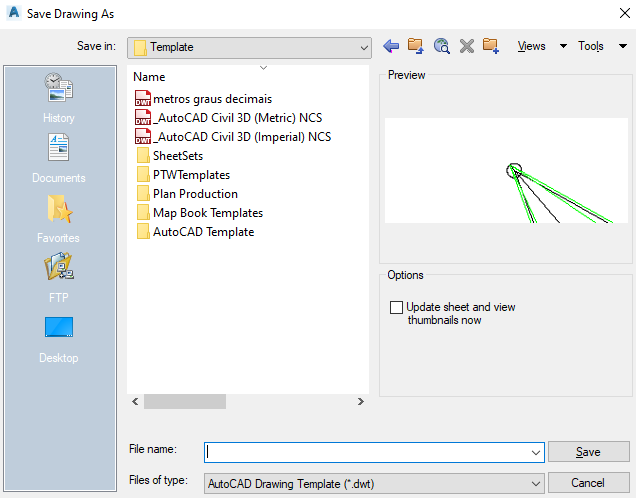 Save Drawing As
Save in: Template Views Tools
History
Documents
Favorites
FTP
Desktop
Name
metros graus decimais
_AutoCAD Civil 3D (Metric) NCS
_AutoCAD Civil 3D (Imperial) NCS
SheetSets
PTWTemplates
Plan Production
Map Book Templates
AutoCAD Template
Preview
Options
Update sheet and view
thumbnails now
File name: Save
Files of type: AutoCAD Drawing Template (*.dwt) Cancel